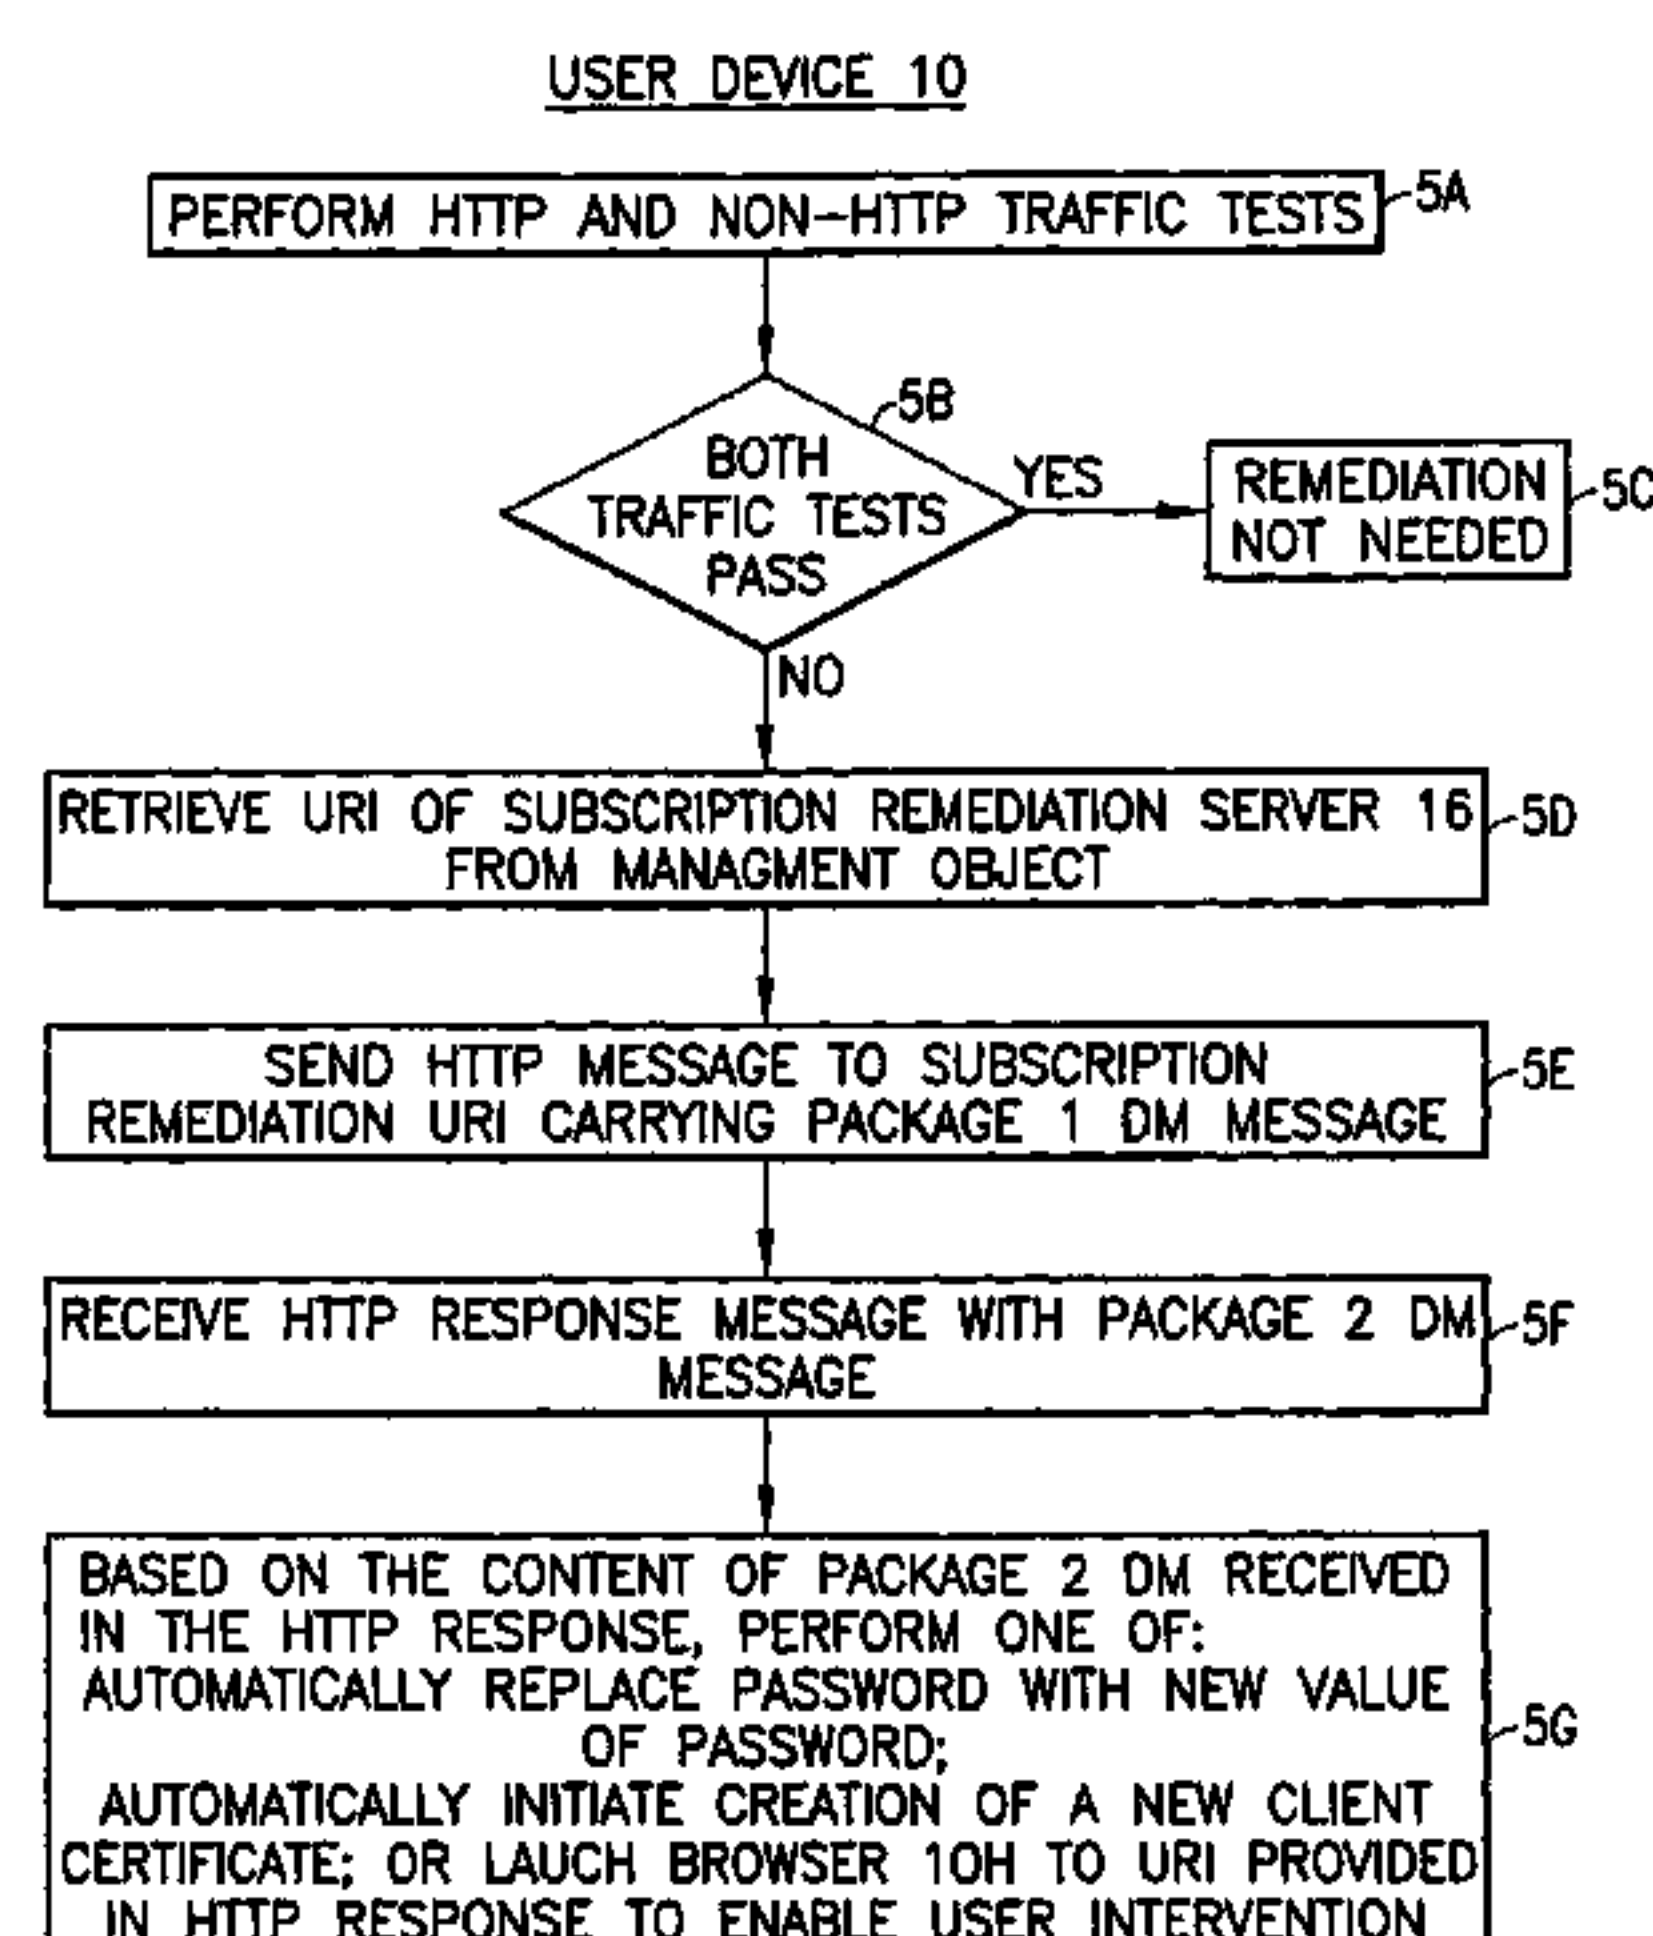 USER DEVICE 10
PERFORM HTTP AND NON-HTTP TRAFFIC TESTS
5A
5B
BOTH
TRAFFIC TESTS
PASS
YES
REMEDIATION
NOT NEEDED
5C
NO
RETRIEVE URI OF SUBSCRIPTION REMEDIATION SERVER 16
FROM MANAGMENT OBJECT
5D
SEND HTTP MESSAGE TO SUBSCRIPTION
REMEDIATION URI CARRYING PACKAGE 1 DM MESSAGE
5E
RECEIVE HTTP RESPONSE MESSAGE WITH PACKAGE 2 DM
MESSAGE
5F
BASED ON THE CONTENT OF PACKAGE 2 DM RECEIVED
IN THE HTTP RESPONSE, PERFORM ONE OF:
AUTOMATICALLY REPLACE PASSWORD WITH NEW VALUE
OF PASSWORD;
AUTOMATICALLY INITIATE CREATION OF A NEW CLIENT
CERTIFICATE; OR LAUCH BROWSER 10H TO URI PROVIDED
IN HTTP RESPONSE TO ENABLE USER INTERVENTION
5G